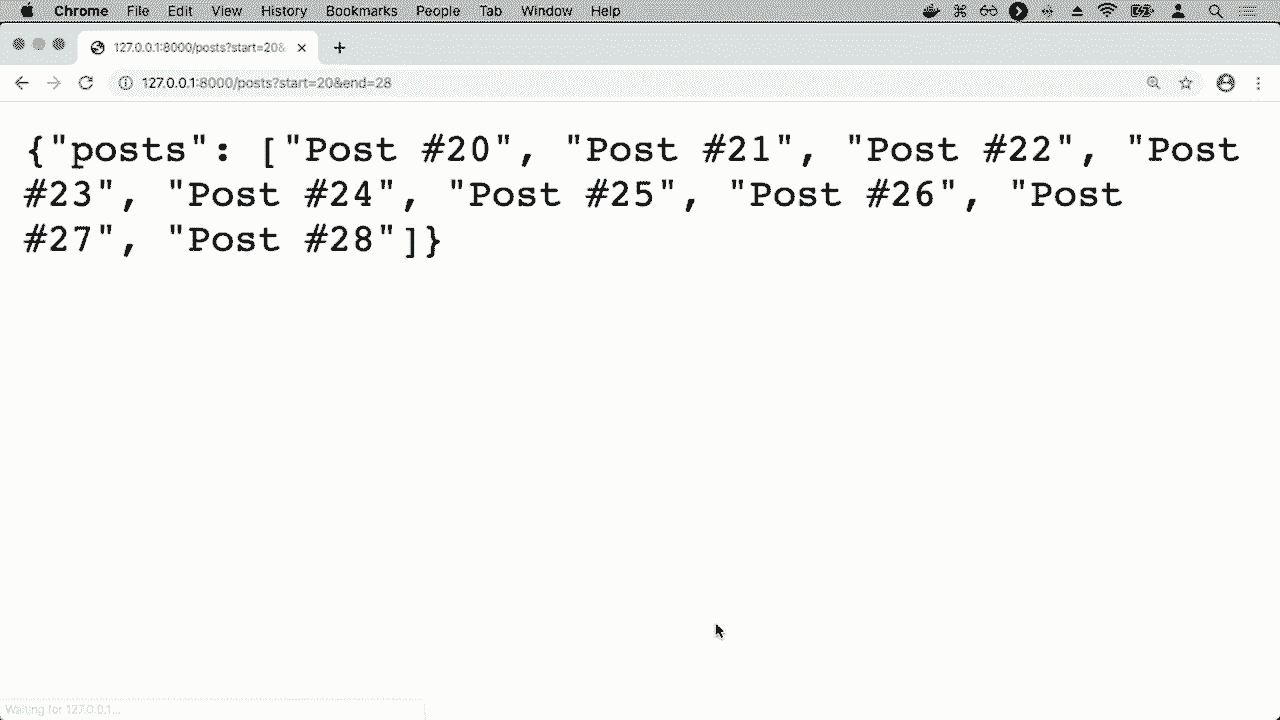 Chrome File Edit View History Bookmarks People Tab Window Help
127.0.0.1:8000/posts?start=20&
127.0.0.1:8000/posts?start=20&end=28
{"posts": ["Post #20", "Post #21", "Post #22", "Post
#23", "Post #24", "Post #25", "Post #26", "Post
#27", "Post #28"]}
Waiting for 127.0.0.1...